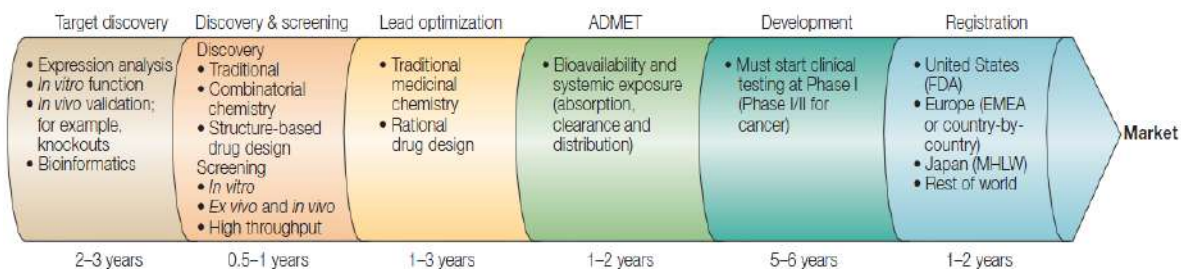 Target discovery
Discovery & screening
Lead optimization
ADMET
Development
Registration
• Expression analysis
• In vitro function
• In vivo validation;
for example,
knockouts
• Bioinformatics
Discovery
• Traditional
• Combinatorial
chemistry
• Structure-based
drug design
Screening
• In vitro
• Ex vivo and in vivo
• High throughput
• Traditional
medicinal
chemistry
• Rational
drug design
• Bioavailability and
systemic exposure
(absorption,
clearance and
distribution)
• Must start clinical
testing at Phase I
(Phase I/II for
cancer)
• United States
(FDA)
• Europe (EMEA
or country-by-
country)
• Japan (MHLW)
• Rest of world
Market
2–3 years
0.5–1 years
1–3 years
1–2 years
5–6 years
1–2 years